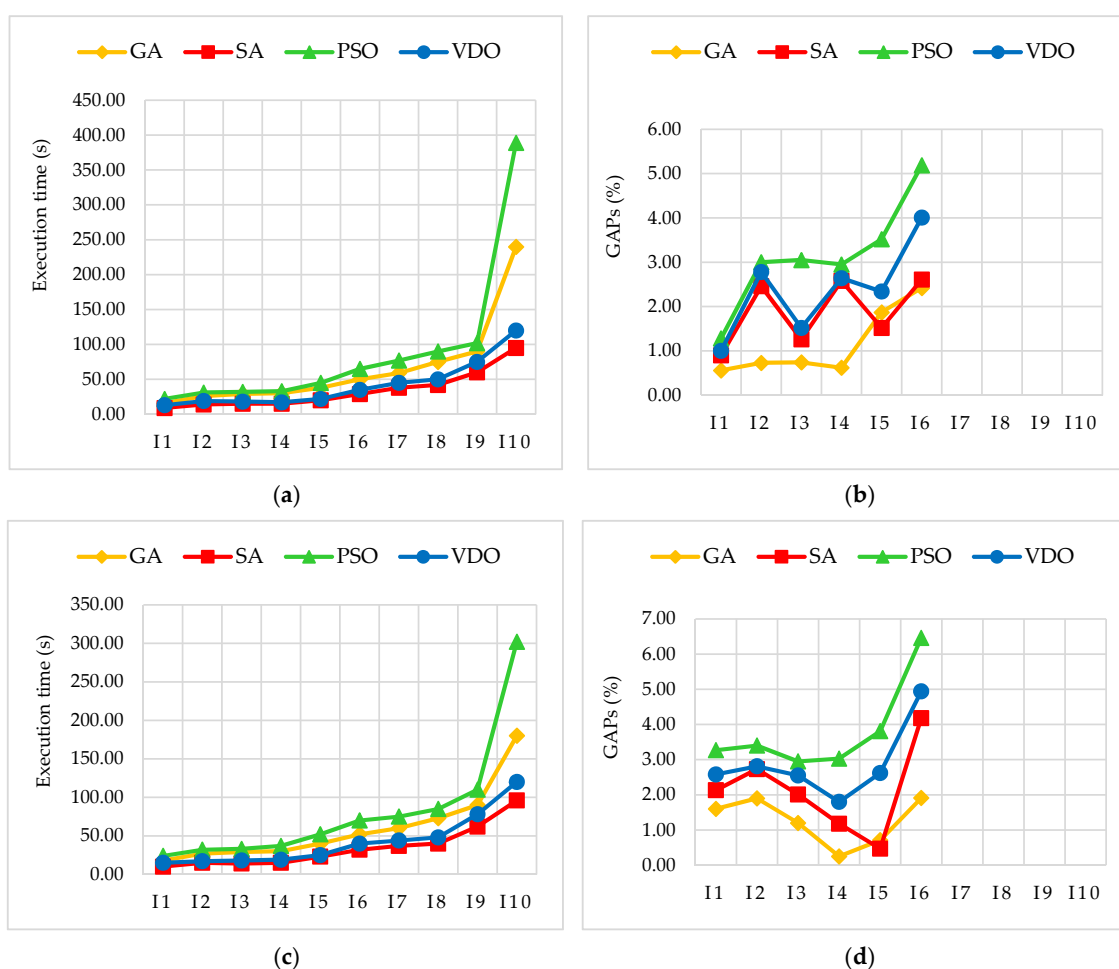 GA SA PSO VDO
450.00
400.00
350.00
300.00
250.00
200.00
150.00
100.00
50.00
0.00
Execution time (s)
I1 I2 I3 I4 I5 I6 I7 I8 I9 I10
(a)
GA SA PSO VDO
6.00
5.00
4.00
3.00
2.00
1.00
0.00
GAPs (%)
I1 I2 I3 I4 I5 I6 I7 I8 I9 I10
(b)
GA SA PSO VDO
350.00
300.00
250.00
200.00
150.00
100.00
50.00
0.00
Execution time (s)
I1 I2 I3 I4 I5 I6 I7 I8 I9 I10
(c)
GA SA PSO VDO
7.00
6.00
5.00
4.00
3.00
2.00
1.00
0.00
GAPs (%)
I1 I2 I3 I4 I5 I6 I7 I8 I9 I10
(d)